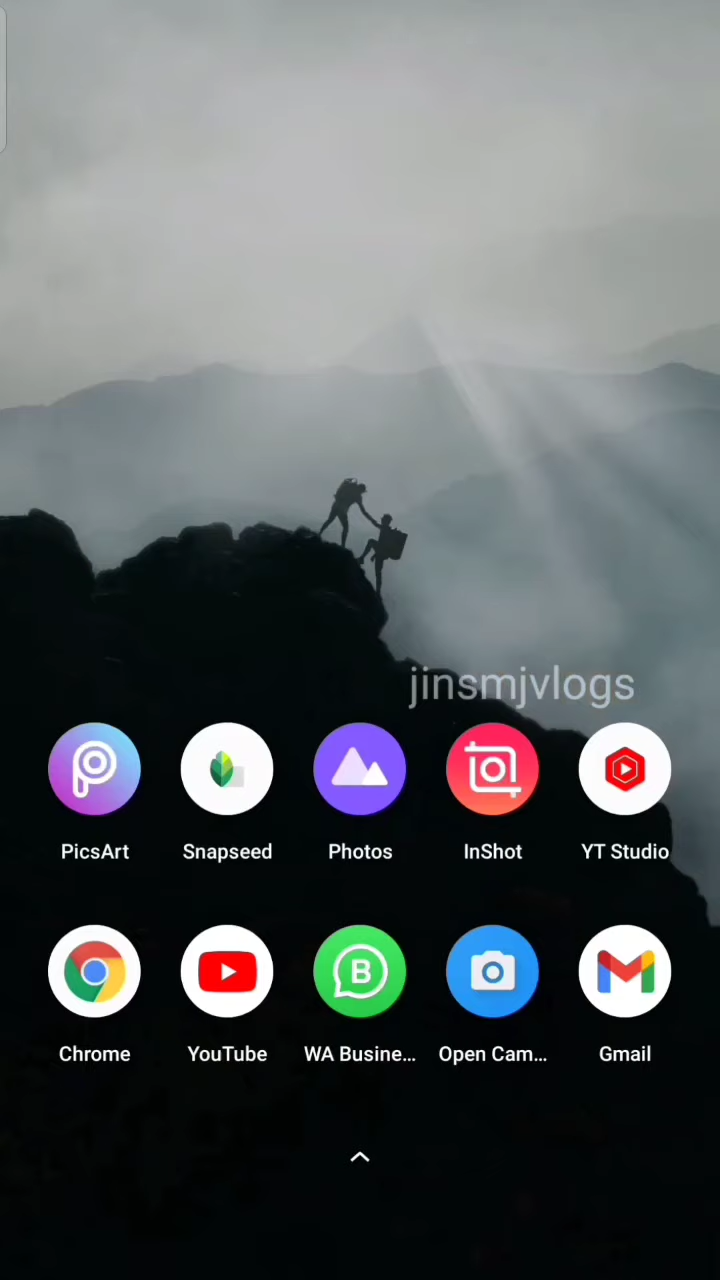 jinsmjvlogs
PicsArt Snapseed Photos InShot YT Studio
Chrome YouTube WA Busine... Open Cam... Gmail